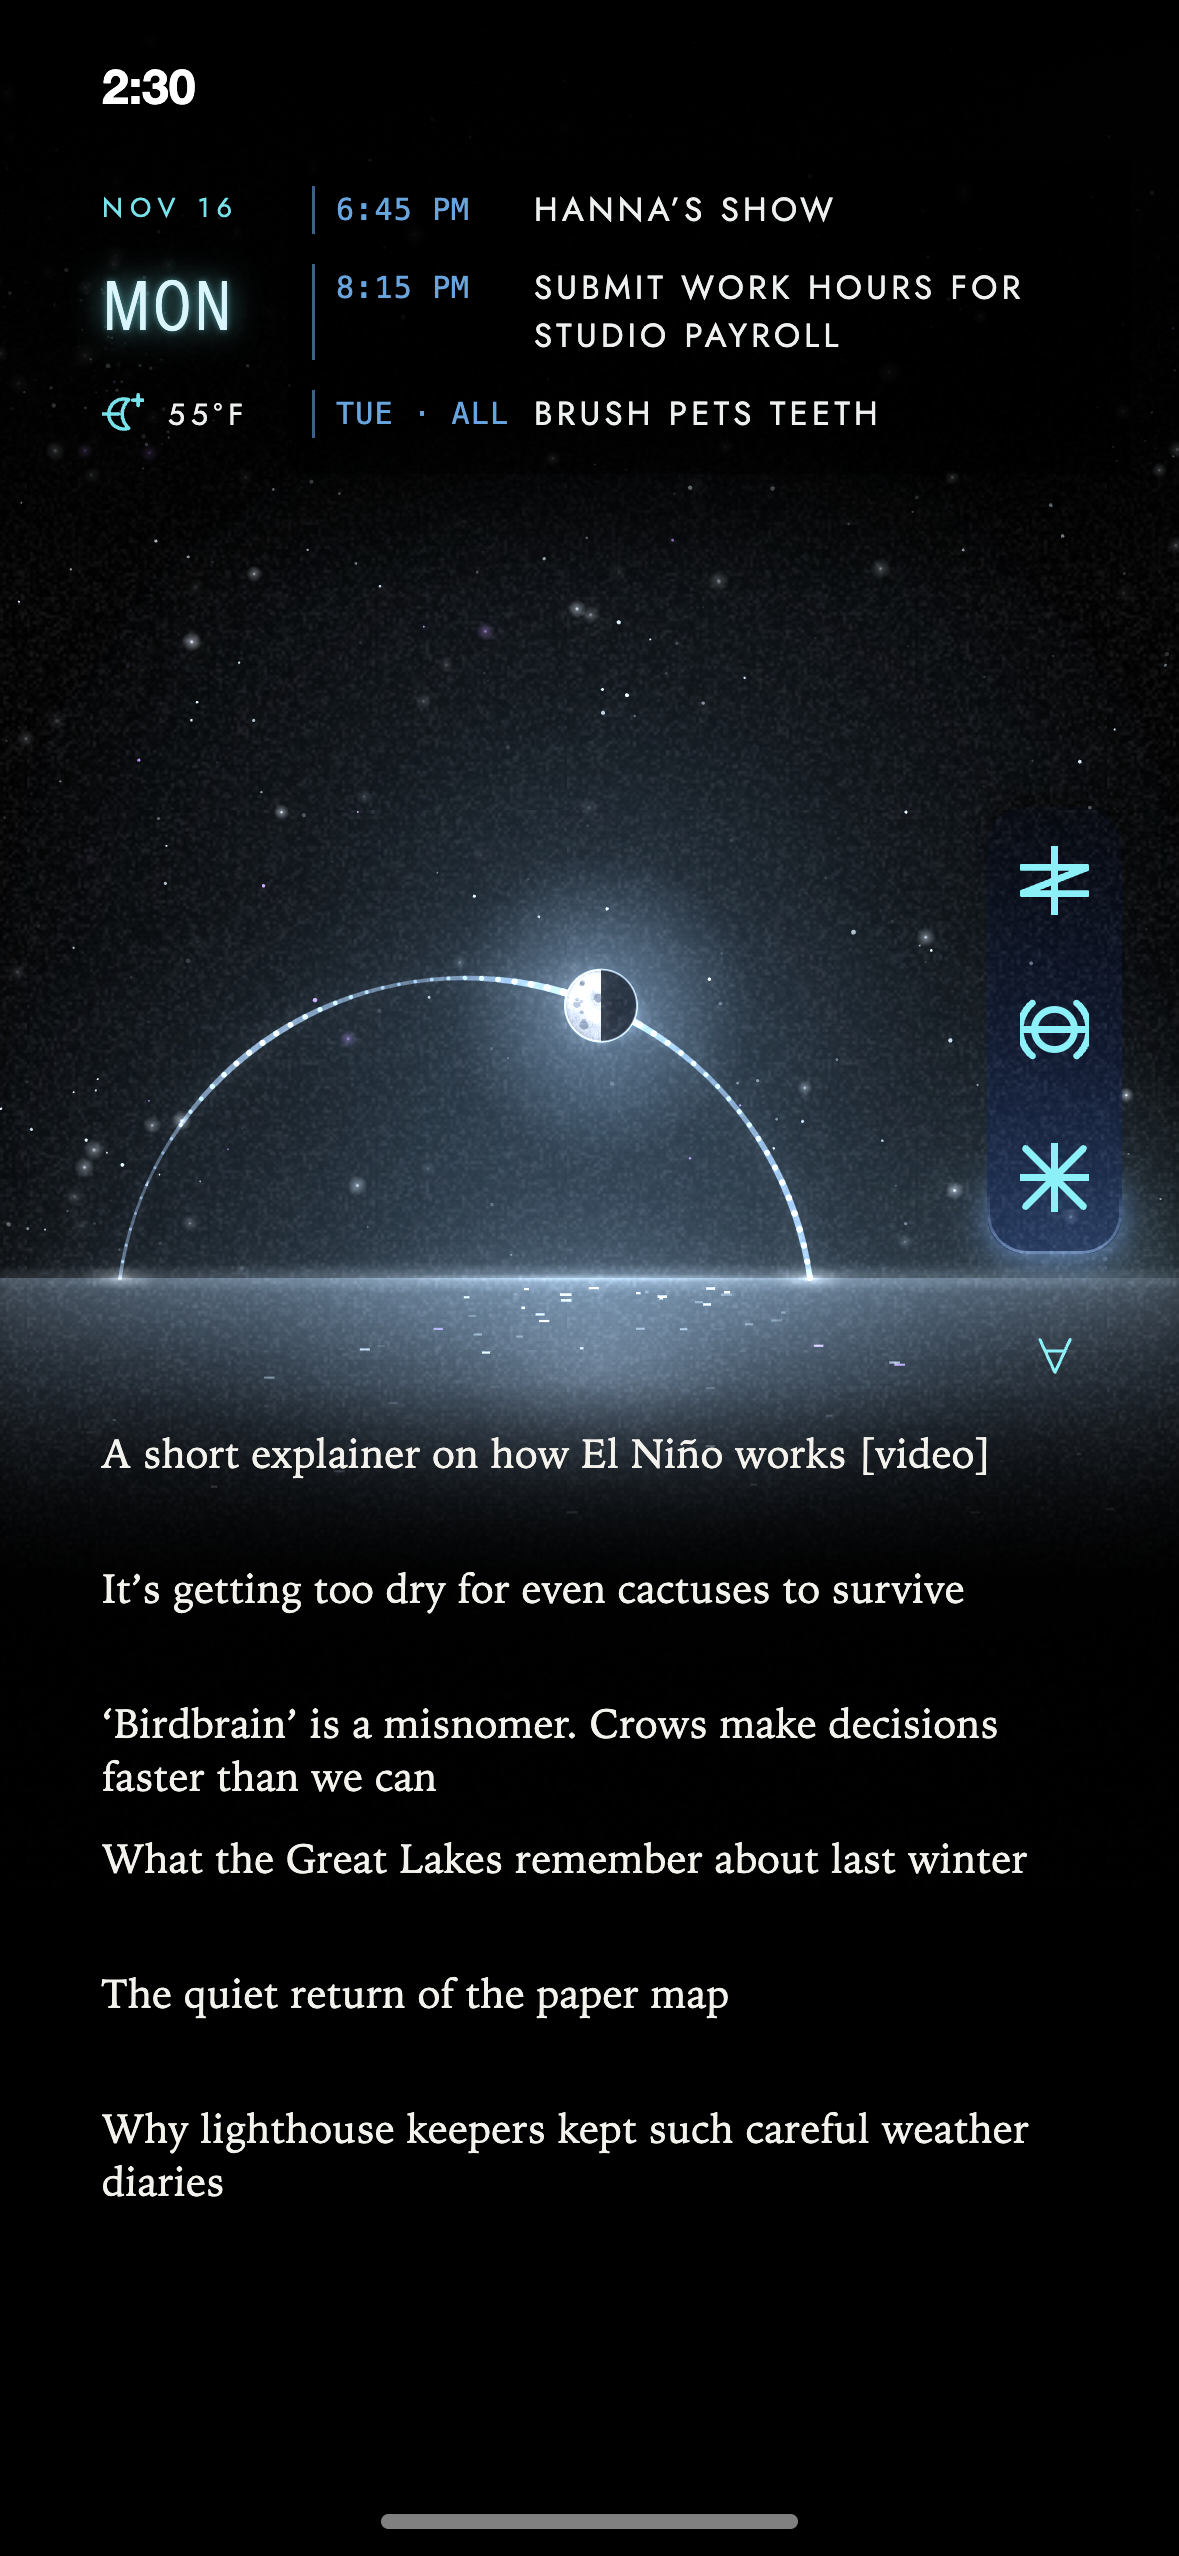 2:30
NOV 16
MON
55°F
6:45 PM HANNA’S SHOW
8:15 PM SUBMIT WORK HOURS FOR
STUDIO PAYROLL
TUE · ALL BRUSH PETS TEETH
A short explainer on how El Niño works [video]
It’s getting too dry for even cactuses to survive
‘Birdbrain’ is a misnomer. Crows make decisions
faster than we can
What the Great Lakes remember about last winter
The quiet return of the paper map
Why lighthouse keepers kept such careful weather
diaries